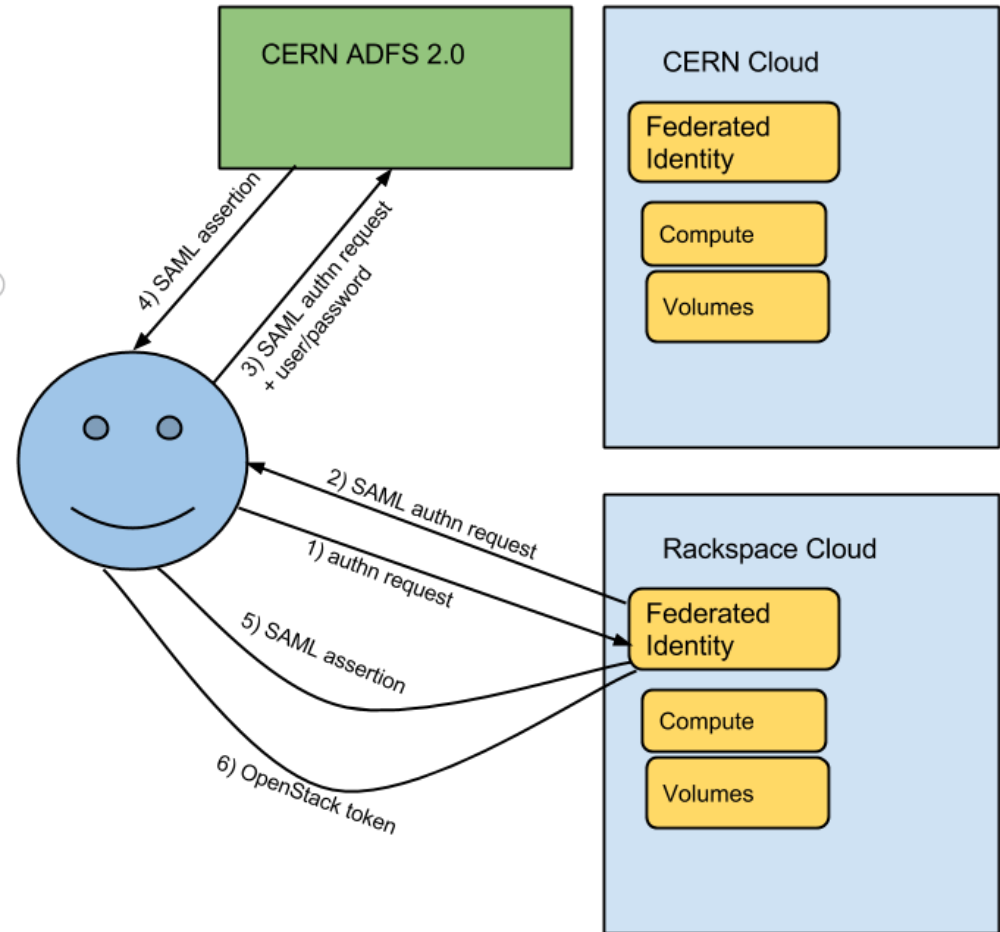 CERN ADFS 2.0
CERN Cloud
Federated
Identity
Compute
Volumes
4) SAML assertion
3) SAML authn request
+ user/password
2) SAML authn request
1) authn request
5) SAML assertion
6) OpenStack token
Rackspace Cloud
Federated
Identity
Compute
Volumes